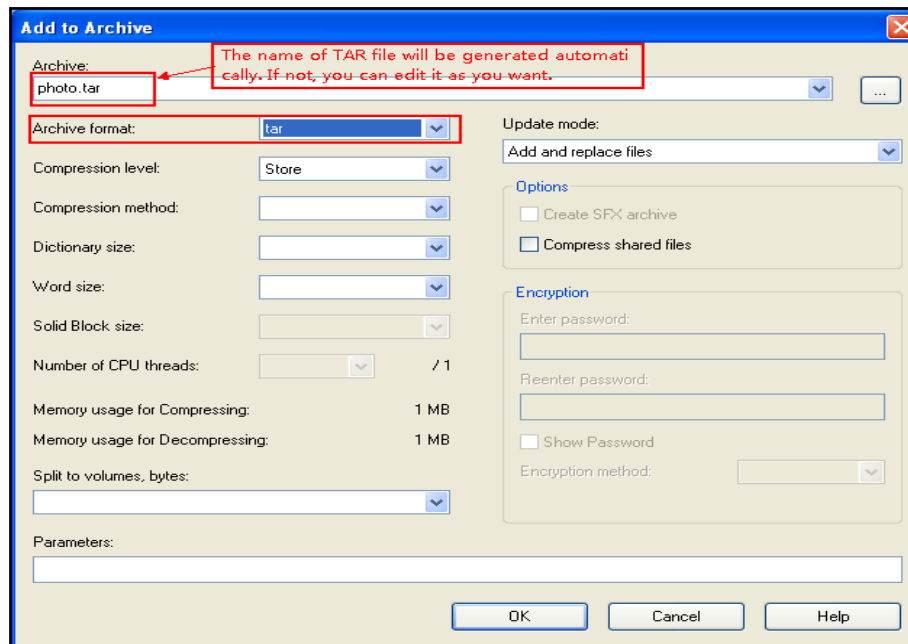 Add to Archive
The name of TAR file will be generated automati
cally. If not, you can edit it as you want.
Archive:
photo.tar
...
Archive format:
tar
Compression level:
Store
Compression method:
Dictionary size:
Word size:
Solid Block size:
Number of CPU threads:
/ 1
Memory usage for Compressing:
1 MB
Memory usage for Decompressing:
1 MB
Split to volumes, bytes:
Update mode:
Add and replace files
Options
Create SFX archive
Compress shared files
Encryption
Enter password:
Reenter password:
Show Password
Encryption method:
Parameters:
OK
Cancel
Help